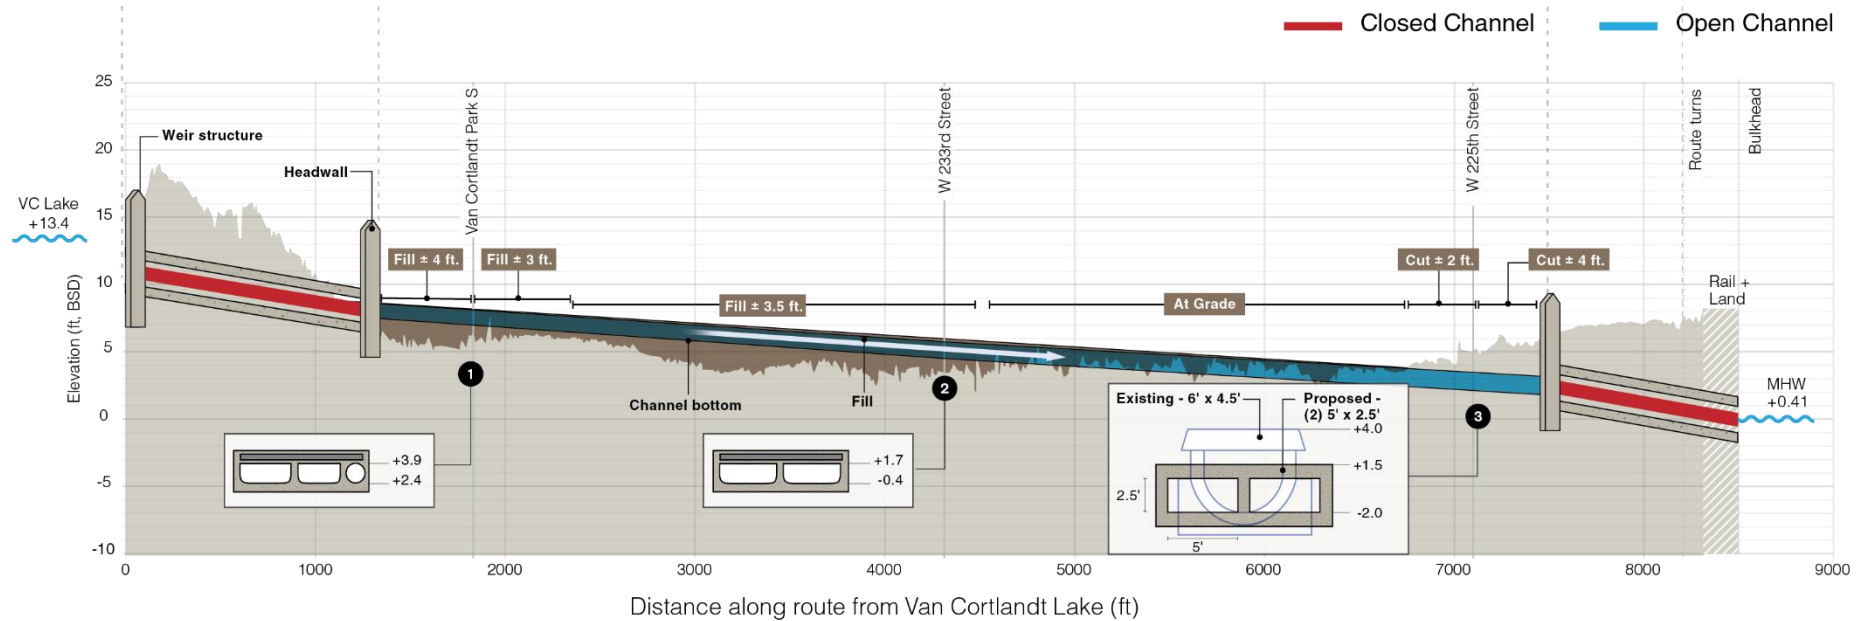 Closed Channel
Open Channel
25
20
15
10
5
0
-5
-10
Elevation (ft, BSD)
VC Lake
+13.4
Weir structure
Headwall
Van Cortlandt Park S
W 233rd Street
W 225th Street
Route turns
Bulkhead
Fill ± 4 ft.
Fill ± 3 ft.
Fill ± 3.5 ft.
At Grade
Cut ± 2 ft.
Cut ± 4 ft.
Rail +
Land
MHW
+0.41
1
2
3
Channel bottom
Fill
+3.9
+2.4
+1.7
-0.4
Existing - 6' x 4.5'
Proposed -
(2) 5' x 2.5'
+4.0
+1.5
2.5'
-2.0
5'
0
1000
2000
3000
4000
5000
6000
7000
8000
9000
Distance along route from Van Cortlandt Lake (ft)